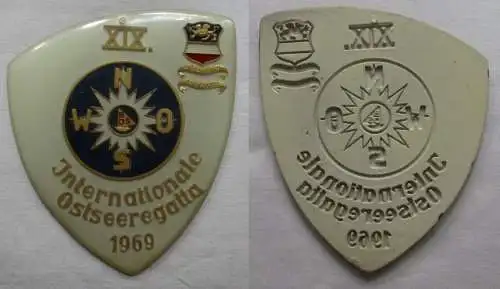 XIX.
N
W O
S
Internationale
Ostseeregatta
1969
XIX.
N
W O
S
Internationale
Ostseeregatta
1969